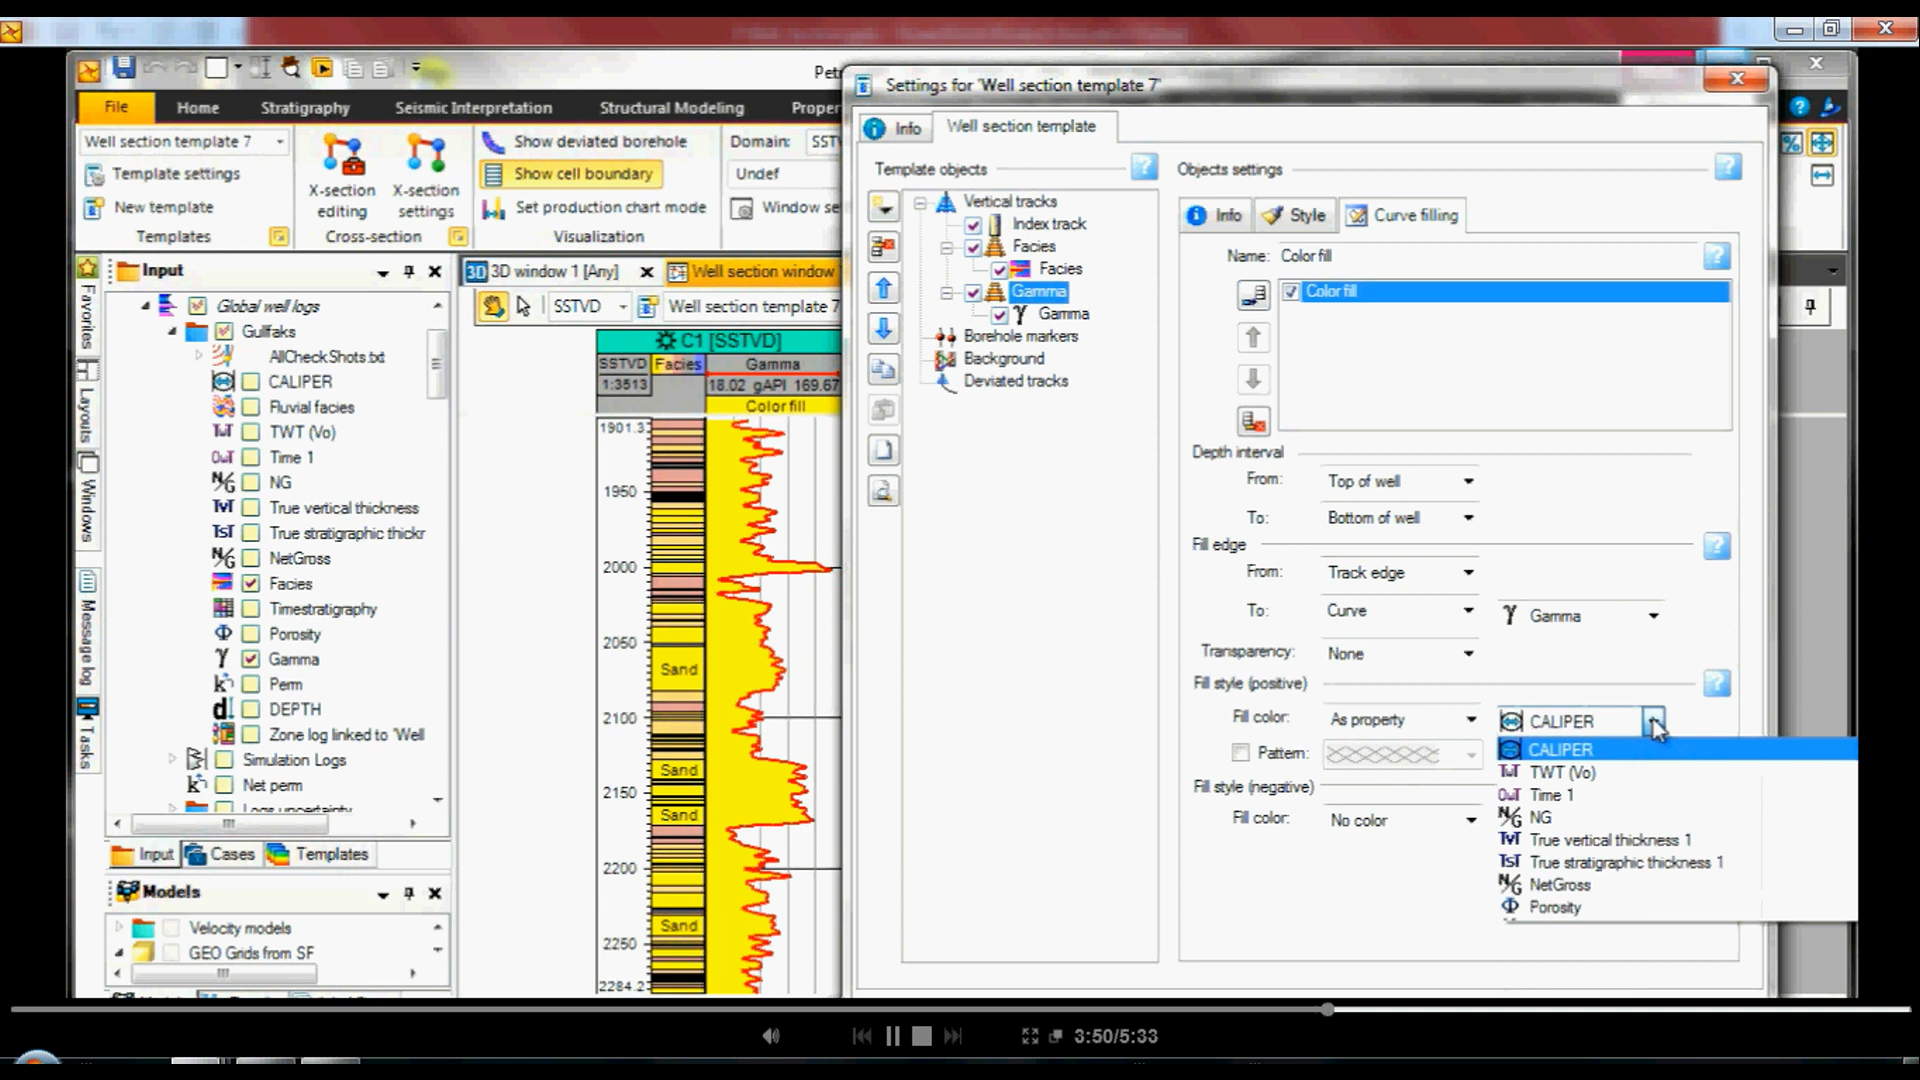 Petr
Settings for 'Well section template 7'
File
Home
Stratigraphy
Seismic Interpretation
Structural Modeling
Proper
Well section template 7
Template settings
New template
Templates
X-section editing
X-section settings
Cross-section
Show deviated borehole
Show cell boundary
Set production chart mode
Visualization
Domain: SSTV
Undef
Window se
Favorites
Layouts
Windows
Message log
Tasks
Input
Global well logs
Gullfaks
AllCheckShots.txt
CALIPER
Fluvial facies
TWT (Vo)
Time 1
NG
True vertical thickness
True stratigraphic thickr
NetGross
Facies
Timestratigraphy
Porosity
Gamma
Perm
DEPTH
Zone log linked to 'Well
Simulation Logs
Net perm
Logs uncertainty
Input
Cases
Templates
Models
Velocity models
GEO Grids from SF
3D window 1 [Any]
Well section window
SSTVD
Well section template 7
C1 [SSTVD]
SSTVD
Facies
Gamma
1:3513
18.02 gAPI 169.67
Color fill
1901.3
1950
2000
2050
2100
2150
2200
2250
2284.2
Sand
Sand
Sand
Sand
Info
Well section template
Template objects
Vertical tracks
Index track
Facies
Facies
Gamma
Gamma
Borehole markers
Background
Deviated tracks
Objects settings
Info
Style
Curve filling
Name: Color fill
Color fill
Depth interval
From: Top of well
To: Bottom of well
Fill edge
From: Track edge
To: Curve
Gamma
Transparency: None
Fill style (positive)
Fill color: As property
CALIPER
Pattern:
Fill style (negative)
Fill color: No color
CALIPER
TWT (Vo)
Time 1
NG
True vertical thickness 1
True stratigraphic thickness 1
NetGross
Porosity
3:50/5:33